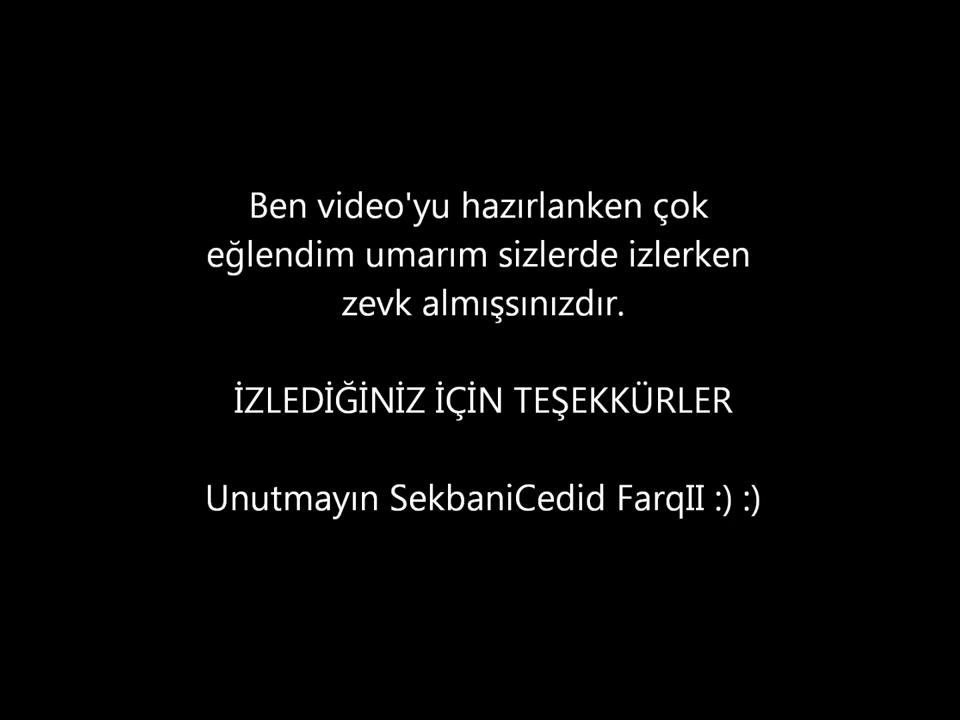 Ben video'yu hazırlanken çok
eğlendim umarım sizlerde izlerken
zevk almışsınızdır.
İZLEDİĞİNİZ İÇİN TEŞEKKÜRLER
Unutmayın SekbaniCedid FarqII :) :)